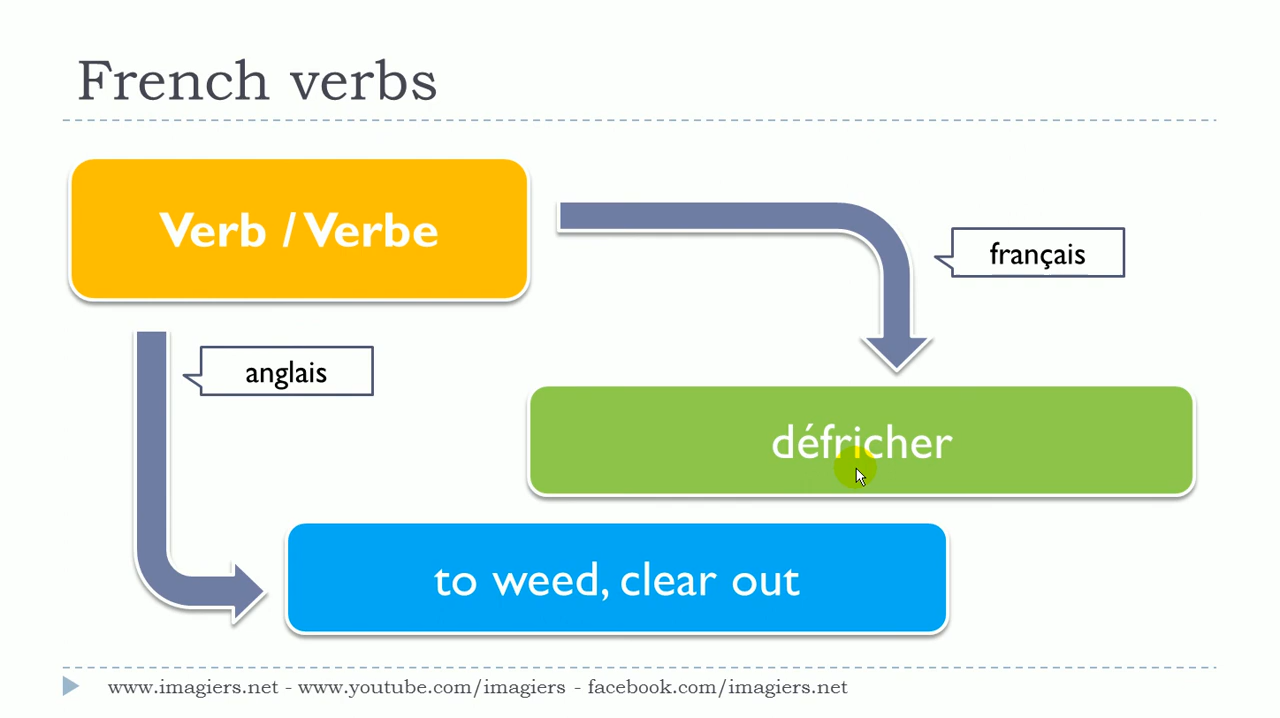 French verbs
Verb / Verbe
français
anglais
défricher
to weed, clear out
www.imagiers.net - www.youtube.com/imagiers - facebook.com/imagiers.net